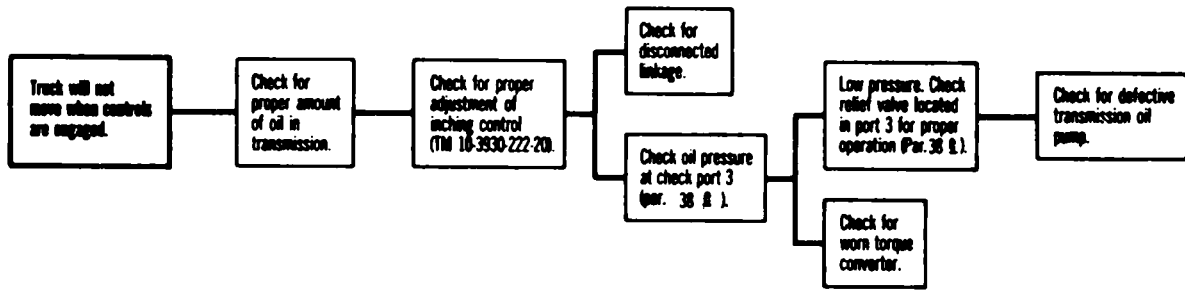 Truck will not
move when controls
are engaged.
Check for
proper amount
of oil in
transmission.
Check for proper
adjustment of
inching control
(TM 10-3930-222-20).
Check for
disconnected
linkage.
Check oil pressure
at check port 3
(par. 38
Low pressure. Check
relief valve located
in port 3 for proper
operation (Par. 38
Check for defective
transmission oil
pump.
Check for
worn torque
converter.